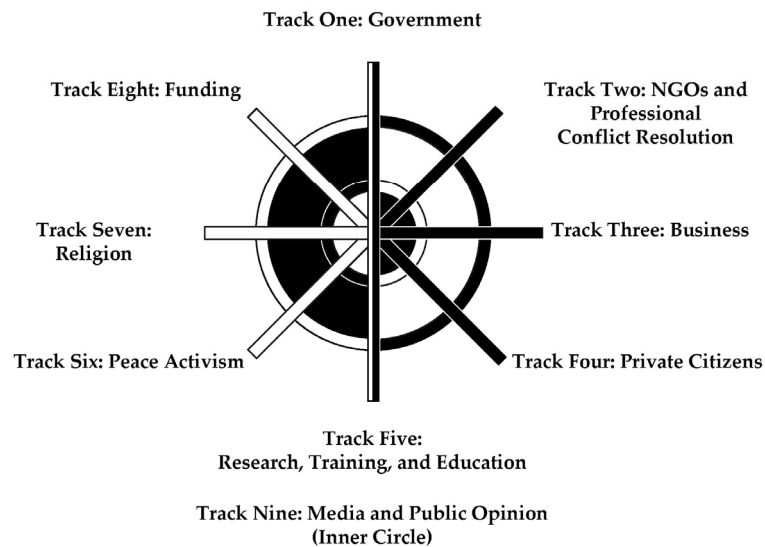 Track One: Government
Track Eight: Funding
Track Two: NGOs and
Professional
Conflict Resolution
Track Seven:
Religion
Track Three: Business
Track Six: Peace Activism
Track Four: Private Citizens
Track Five:
Research, Training, and Education
Track Nine: Media and Public Opinion
(Inner Circle)